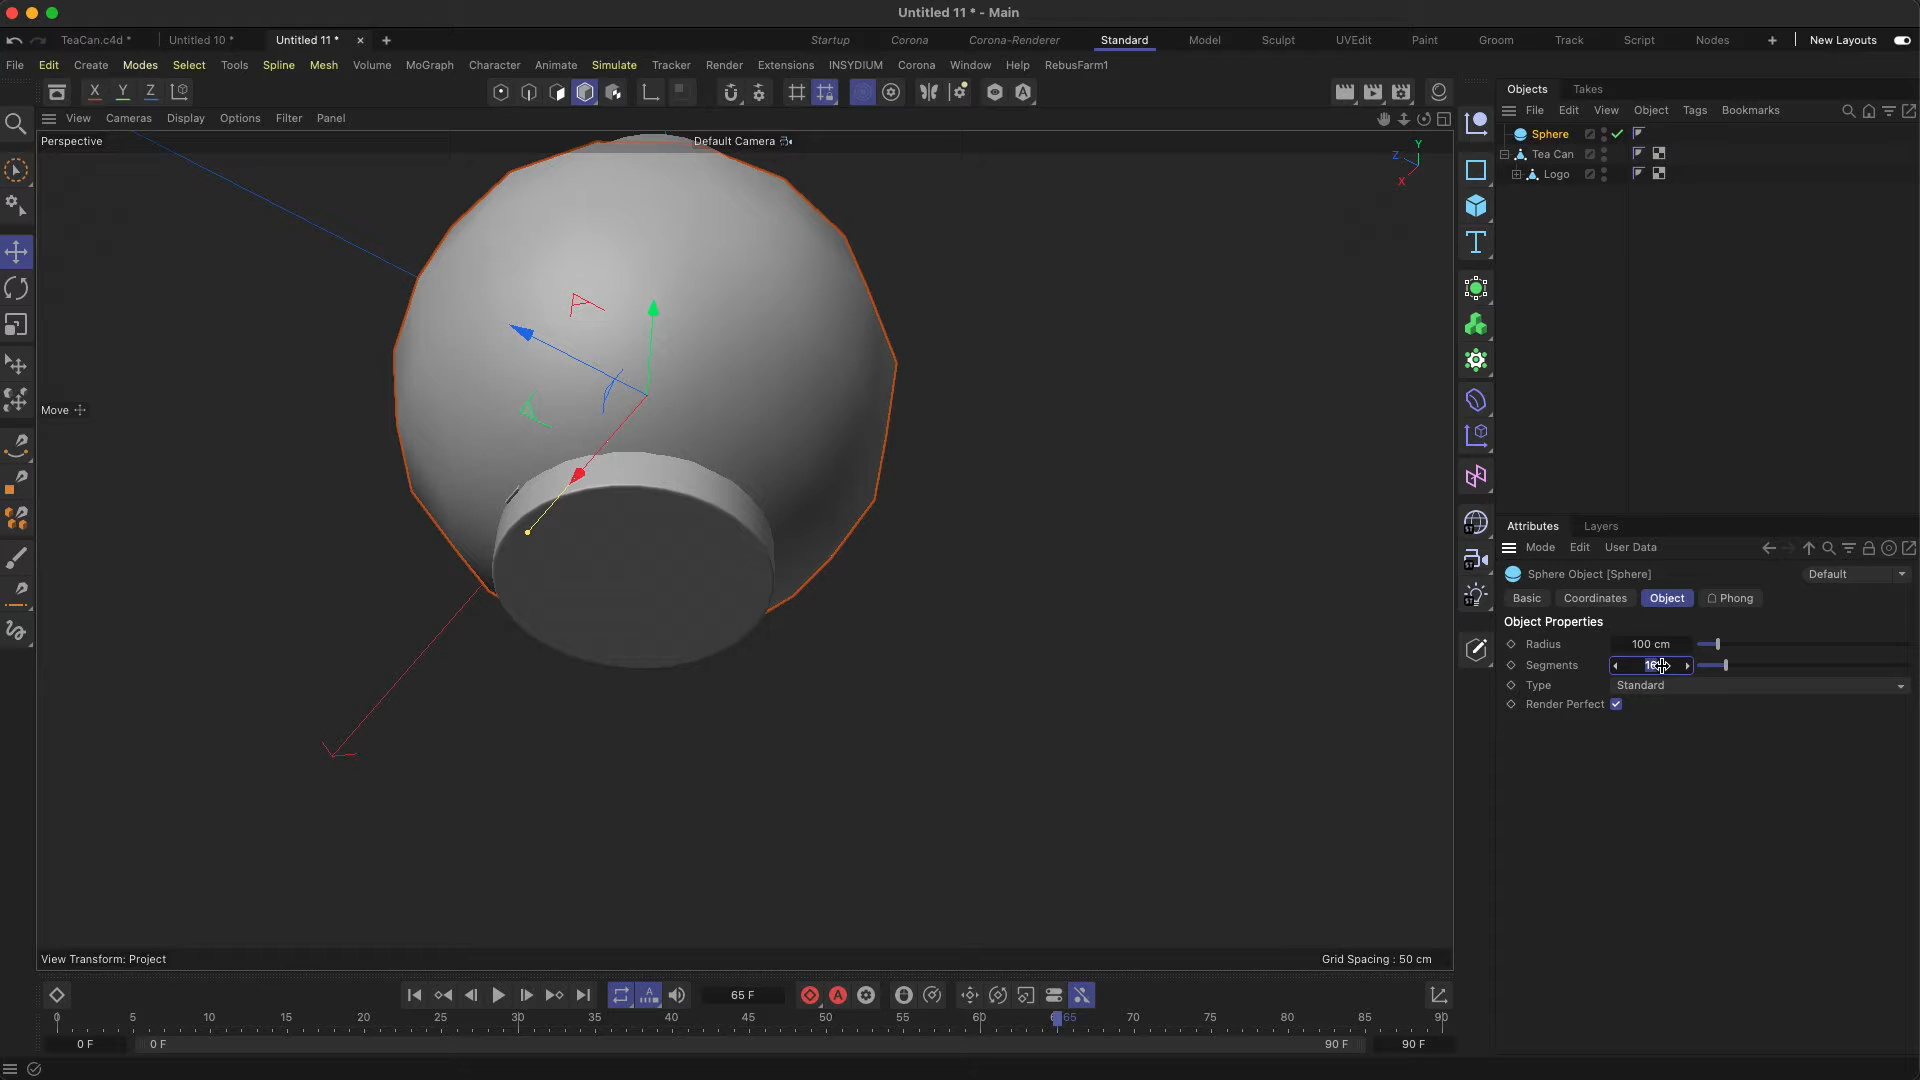 Untitled 11 * - Main
TeaCan.c4d *
Untitled 10 *
Untitled 11 *
Startup
Corona
Corona-Renderer
Standard
Model
Sculpt
UVEdit
Paint
Groom
Track
Script
Nodes
New Layouts
File Edit Create Modes Select Tools Spline Mesh Volume MoGraph Character Animate Simulate Tracker Render Extensions INSYDIUM Corona Window Help RebusFarm1
X Y Z
View Cameras Display Options Filter Panel
Perspective
Default Camera
Y
Z
X
Move
View Transform: Project
Grid Spacing : 50 cm
Objects Takes
File Edit View Object Tags Bookmarks
Sphere
Tea Can
Logo
Attributes Layers
Mode Edit User Data
Sphere Object [Sphere]
Default
Basic Coordinates Object Phong
Object Properties
Radius 100 cm
Segments
Type Standard
Render Perfect
ST
ST
ST
65 F
0 5 10 15 20 25 30 35 40 45 50 55 60 65 70 75 80 85 90
0 F
0 F
90 F
90 F